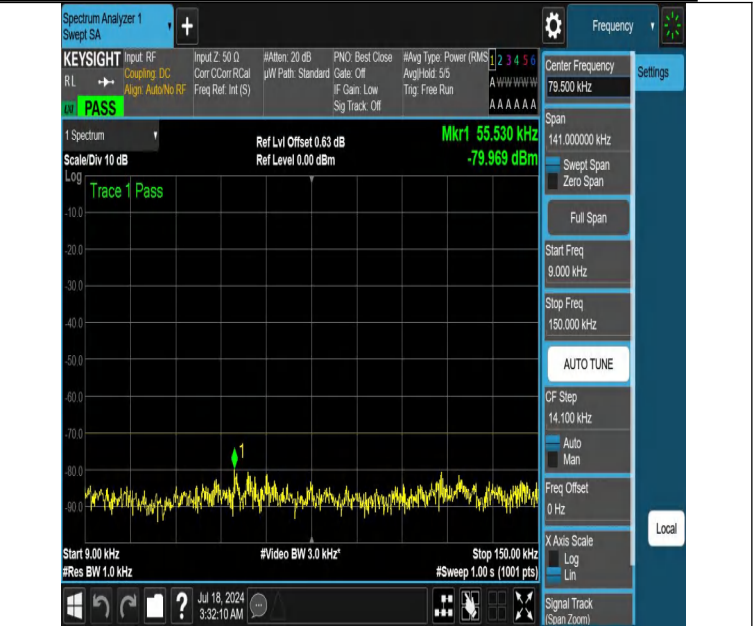 Spectrum Analyzer 1
Swept SA
+
KEYSIGHT
RL
PASS
Input: RF
Coupling: DC
Align: Auto/No RF
Input Z: 50 Ω
Corr CCorr RCal
Freq Ref: Int (S)
#Atten: 20 dB
µW Path: Standard
PNO: Best Close
Gate: Off
IF Gain: Low
Sig Track: Off
#Avg Type: Power (RMS
Avg|Hold: 5/5
Trig: Free Run
1 2 3 4 5 6
A W W W W W
A A A A A A
1 Spectrum
Scale/Div 10 dB
Ref Lvl Offset 0.63 dB
Ref Level 0.00 dBm
Mkr1 55.530 kHz
-79.969 dBm
Log
Trace 1 Pass
-10.0
-20.0
-30.0
-40.0
-50.0
-60.0
-70.0
-80.0
-90.0
1
Start 9.00 kHz
#Res BW 1.0 kHz
#Video BW 3.0 kHz*
Stop 150.00 kHz
#Sweep 1.00 s (1001 pts)
?
Jul 18, 2024
3:32:10 AM
Frequency
Settings
Center Frequency
79.500 kHz
Span
141.000000 kHz
Swept Span
Zero Span
Full Span
Start Freq
9.000 kHz
Stop Freq
150.000 kHz
AUTO TUNE
CF Step
14.100 kHz
Auto
Man
Freq Offset
0 Hz
X Axis Scale
Log
Lin
Signal Track
(Span Zoom)
Local